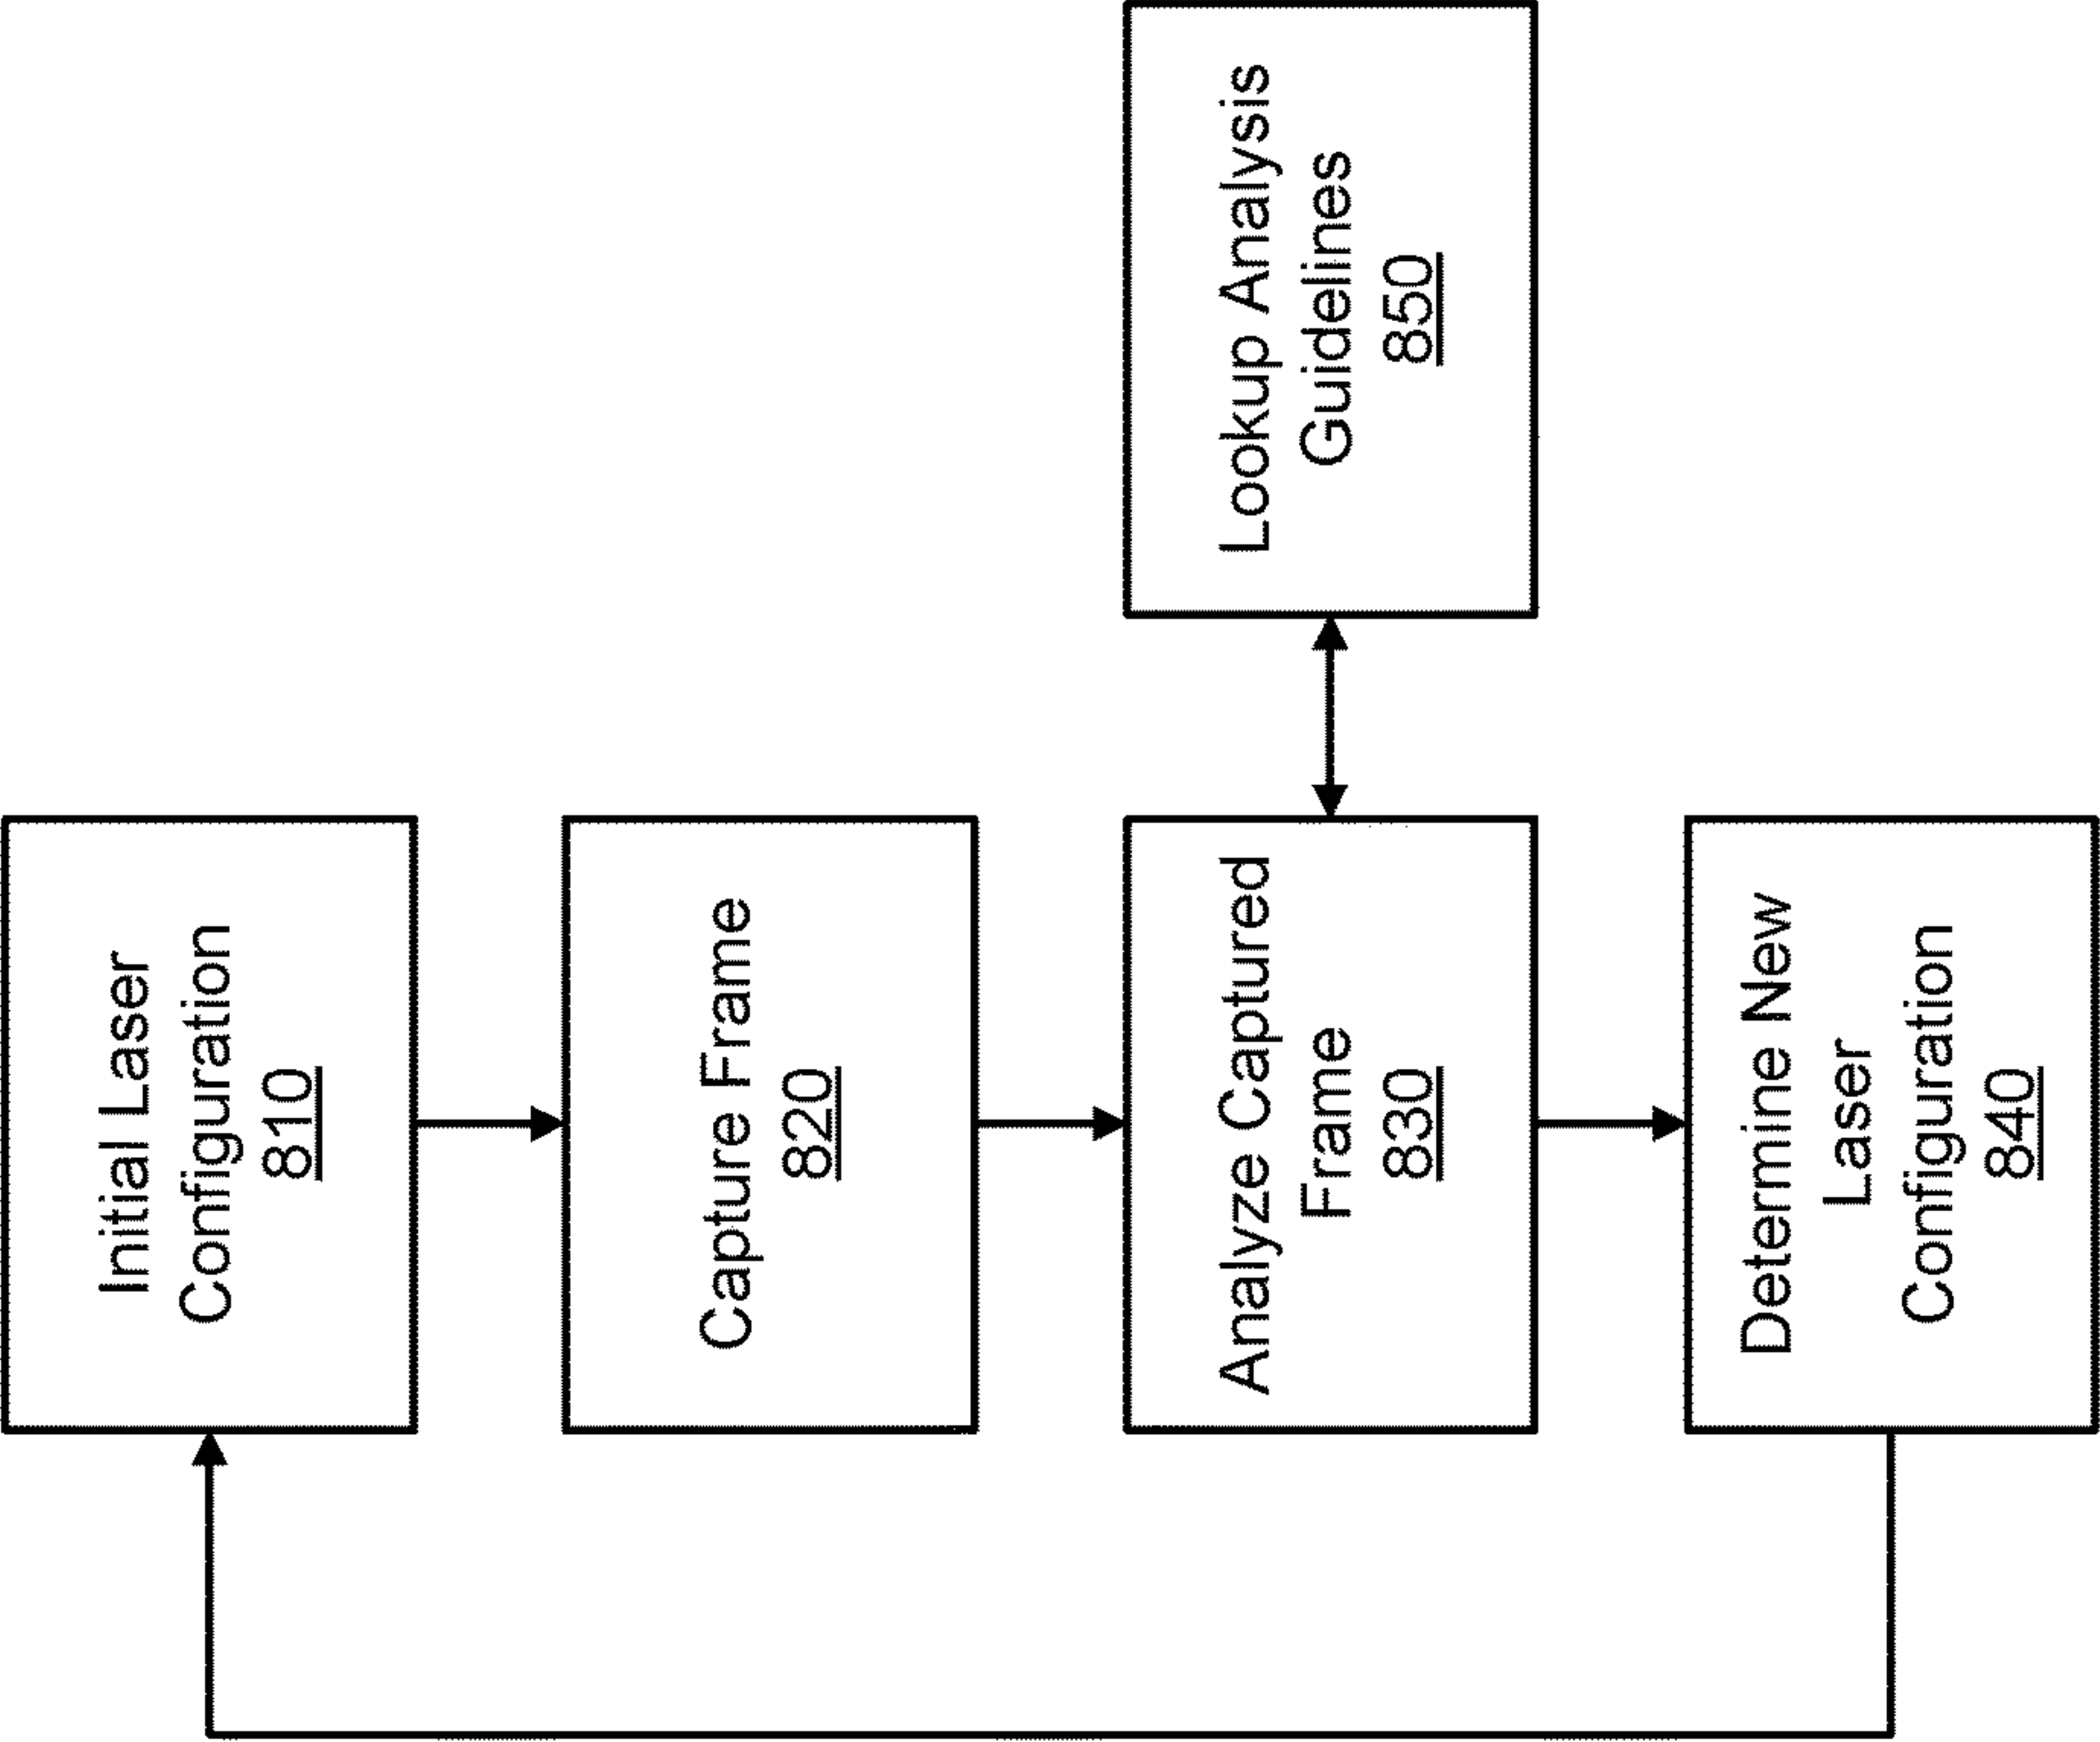 Initial Laser
Configuration
810
Capture Frame
820
Analyze Captured
Frame
830
Lookup Analysis
Guidelines
850
Determine New
Laser
Configuration
840